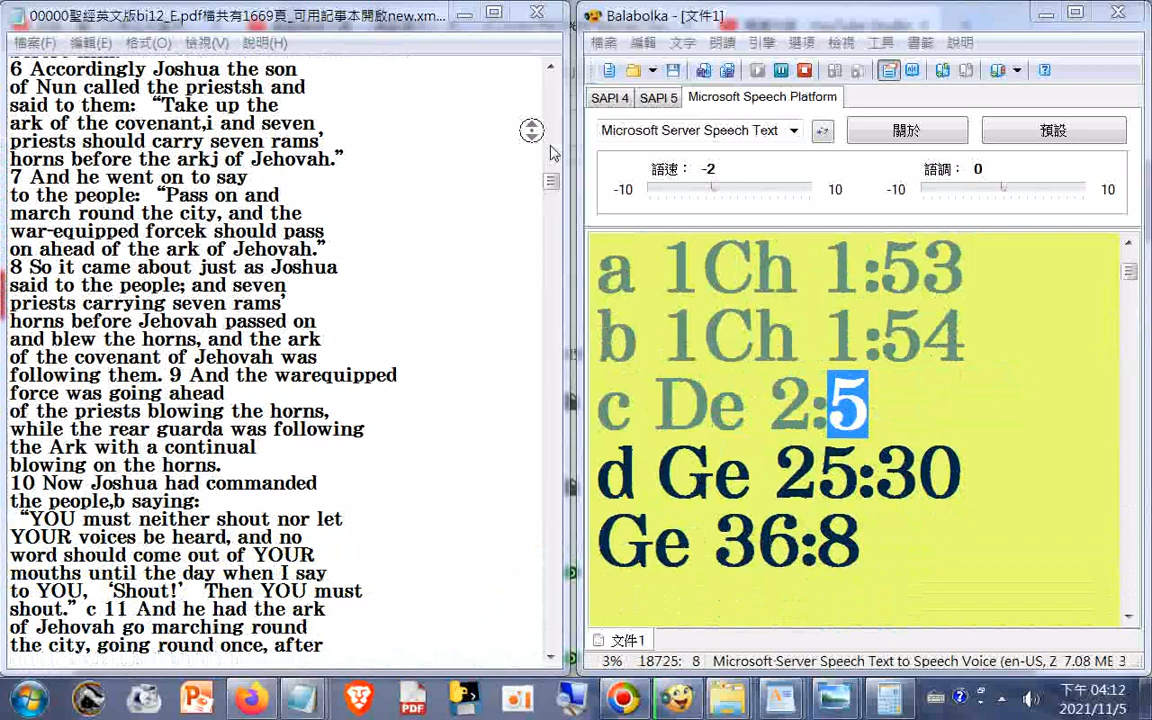 00000聖經英文版bi12_E.pdf檔共有1669頁_可用記事本開啟new.xm...
檔案(F) 編輯(E) 格式(O) 檢視(V) 說明(H)
6 Accordingly Joshua the son
of Nun called the priestsh and
said to them: “Take up the
ark of the covenant,i and seven
priests should carry seven rams’
horns before the arkj of Jehovah.”
7 And he went on to say
to the people: “Pass on and
march round the city, and the
war-equipped forcek should pass
on ahead of the ark of Jehovah.”
8 So it came about just as Joshua
said to the people; and seven
priests carrying seven rams’
horns before Jehovah passed on
and blew the horns, and the ark
of the covenant of Jehovah was
following them. 9 And the warequipped
force was going ahead
of the priests blowing the horns,
while the rear guarda was following
the Ark with a continual
blowing on the horns.
10 Now Joshua had commanded
the people,b saying:
“YOU must neither shout nor let
YOUR voices be heard, and no
word should come out of YOUR
mouths until the day when I say
to YOU, ‘Shout!’ Then YOU must
shout.” c 11 And he had the ark
of Jehovah go marching round
the city, going round once, after
Balabolka - [文件1]
檔案 編輯 文字 朗讀 引擎 選項 檢視 工具 書籤 說明
SAPI 4 SAPI 5 Microsoft Speech Platform
Microsoft Server Speech Text 關於 預設
語速: -2 語調: 0
-10 10 -10 10
a 1Ch 1:53
b 1Ch 1:54
c De 2:5
d Ge 25:30
Ge 36:8
文件1
3% 18725: 8 Microsoft Server Speech Text to Speech Voice (en-US, Z 7.08 ME 3
PDF
下午 04:12
2021/11/5